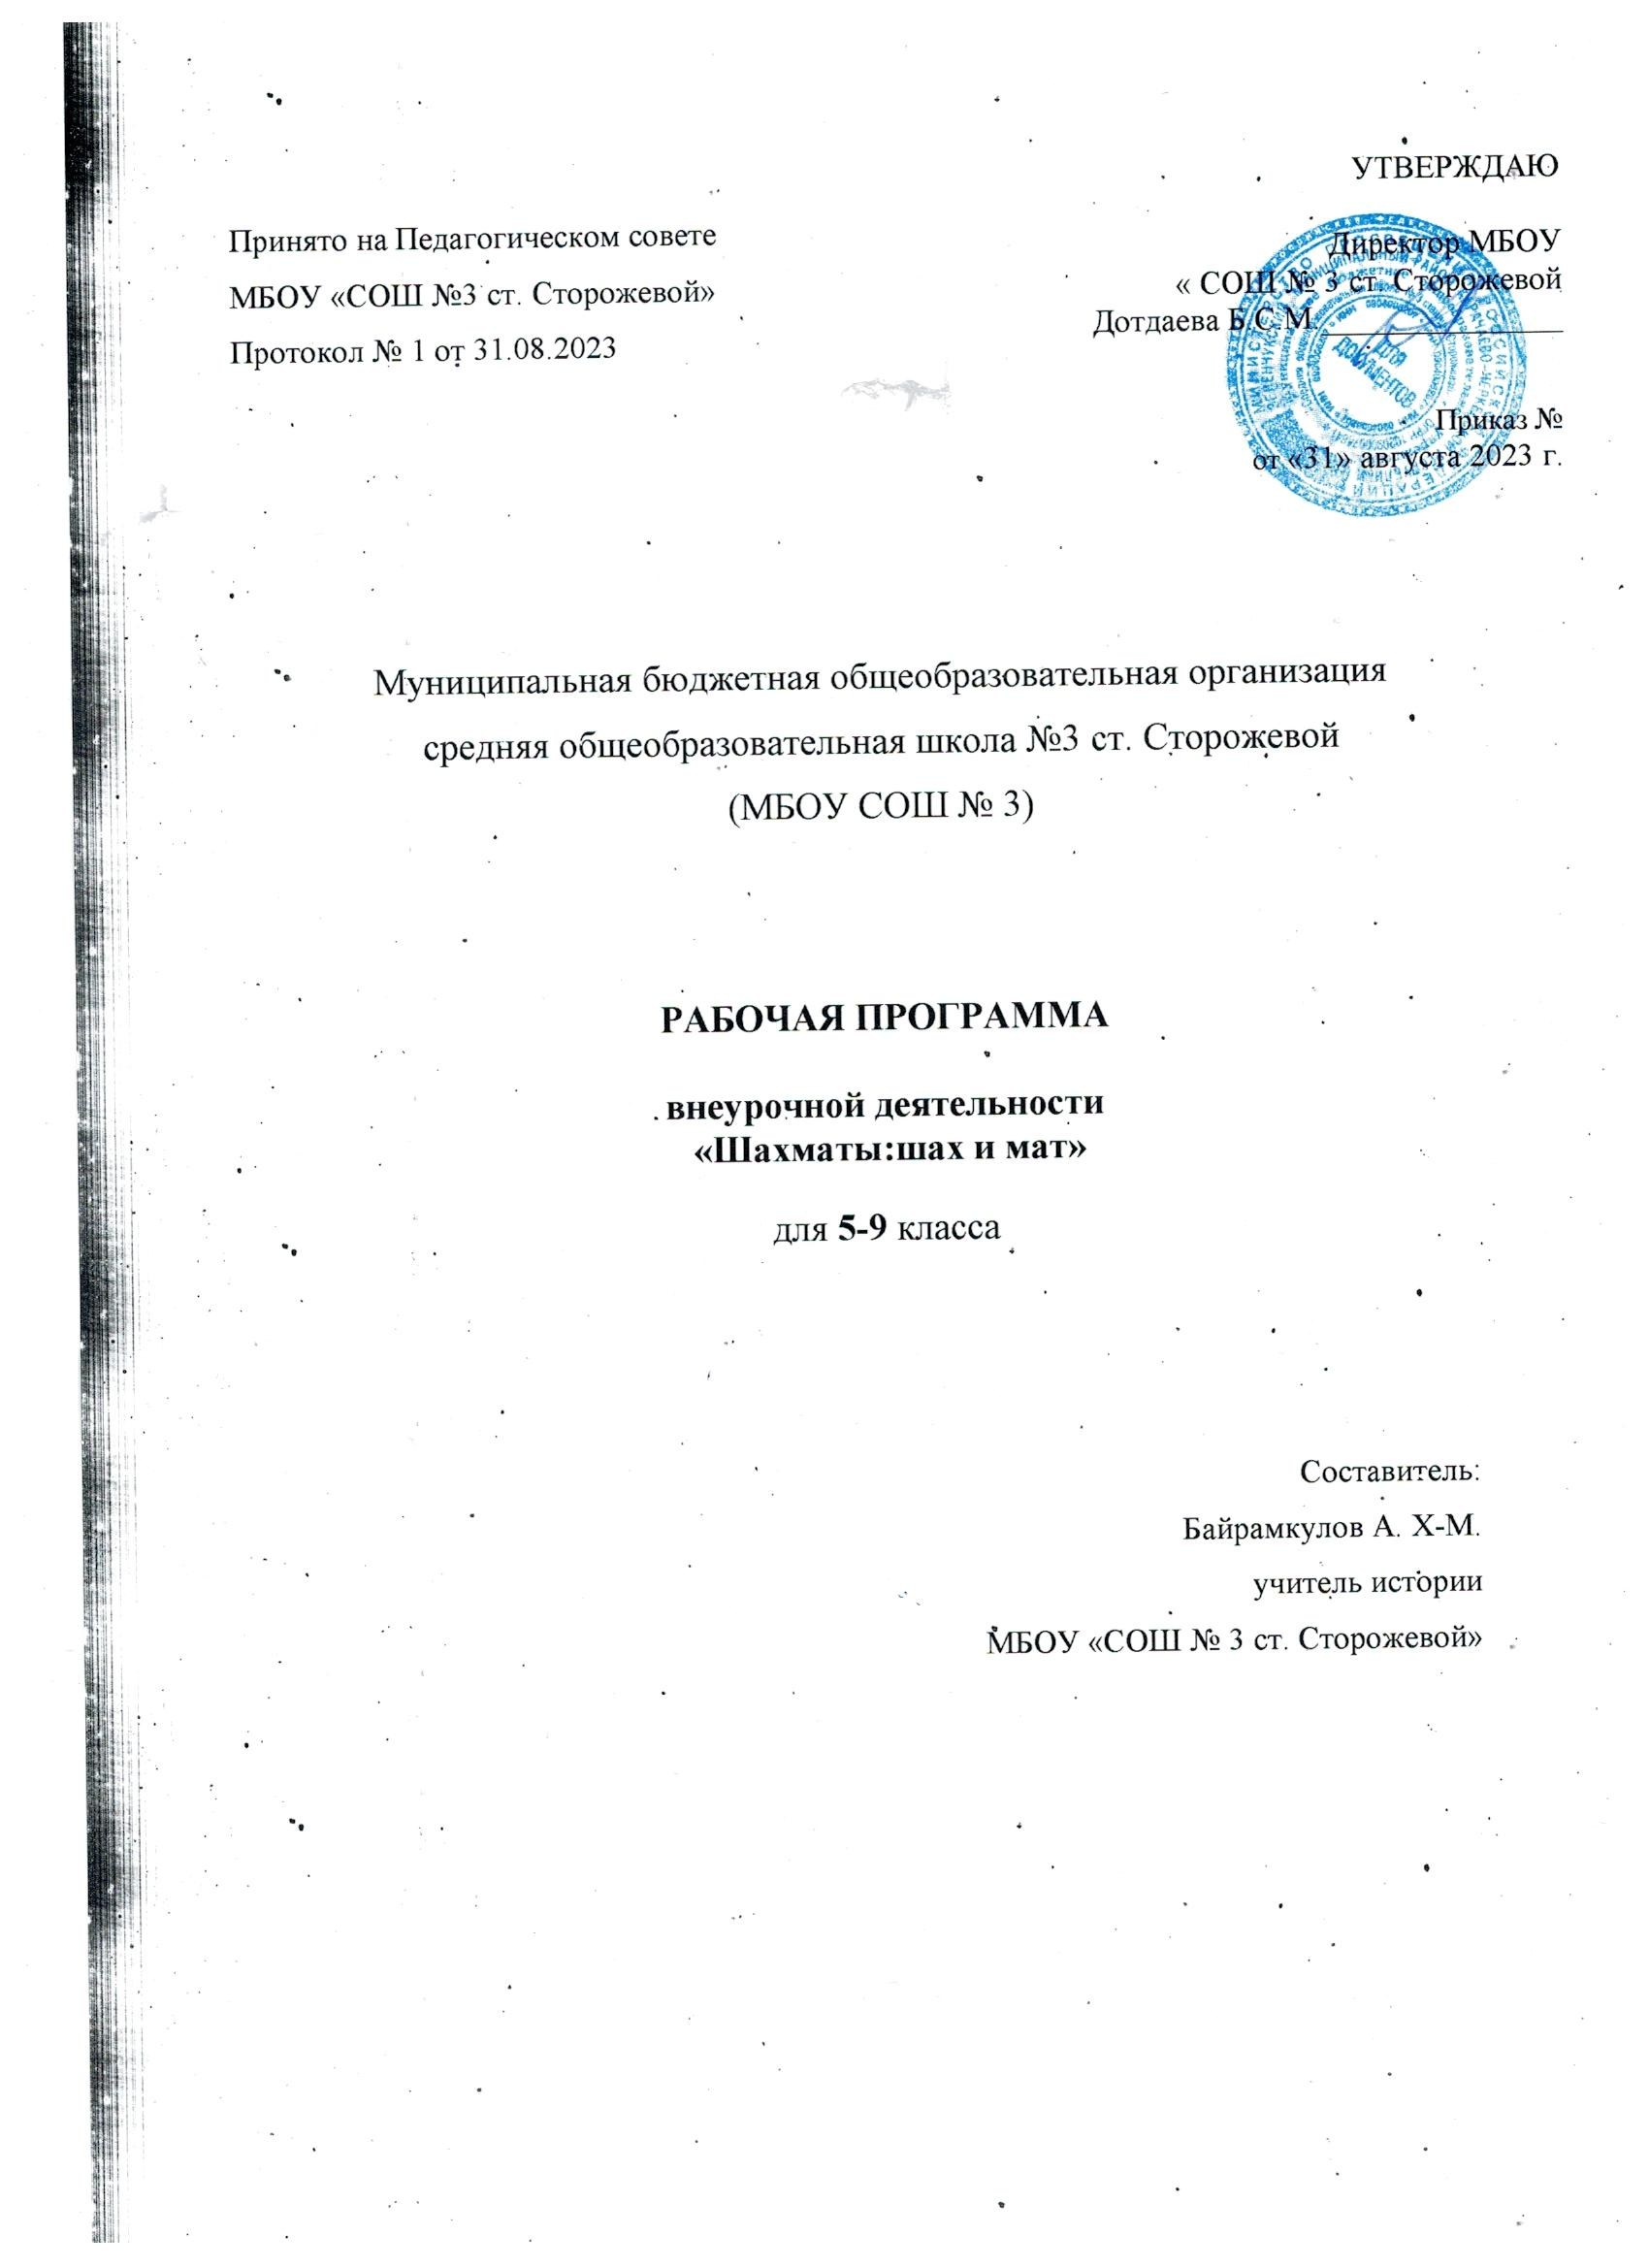 УТВЕРЖДАЮ
Принято на Педагогическом совете
МБОУ «СОШ №3 ст. Сторожевой»
Протокол № 1 от 31.08.2023
Директор МБОУ
« СОШ № 3 ст. Сторожевой
Дотдаева Б.С.М.
ДЛЯ
ДОКУМЕНТОВ
Приказ №
от «31» августа 2023 г.
Муниципальная бюджетная общеобразовательная организация
средняя общеобразовательная школа №3 ст. Сторожевой
(МБОУ СОШ № 3)
РАБОЧАЯ ПРОГРАММА
внеурочной деятельности
«Шахматы:шах и мат»
для 5-9 класса
Составитель:
Байрамкулов А. Х-М.
учитель истории
МБОУ «СОШ № 3 ст. Сторожевой»